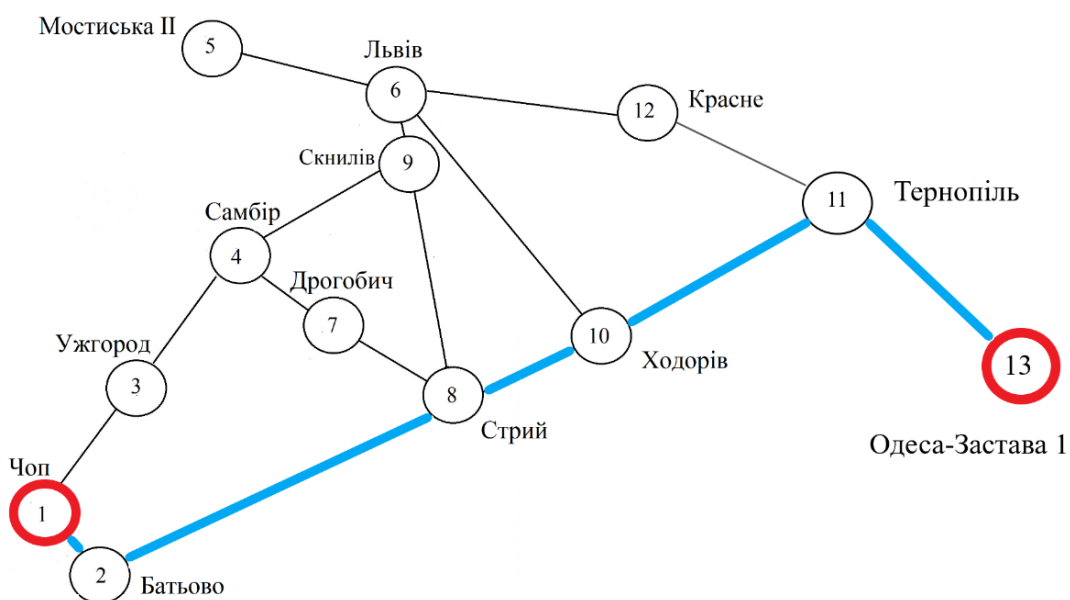 Мостиська II
5
Львів
6
Красне
12
Скнилів
9
Тернопіль
11
Самбір
4
Дрогобич
7
Ужгород
3
10
Ходорів
13
8
Стрий
Одеса-Застава 1
Чоп
1
2
Батьово